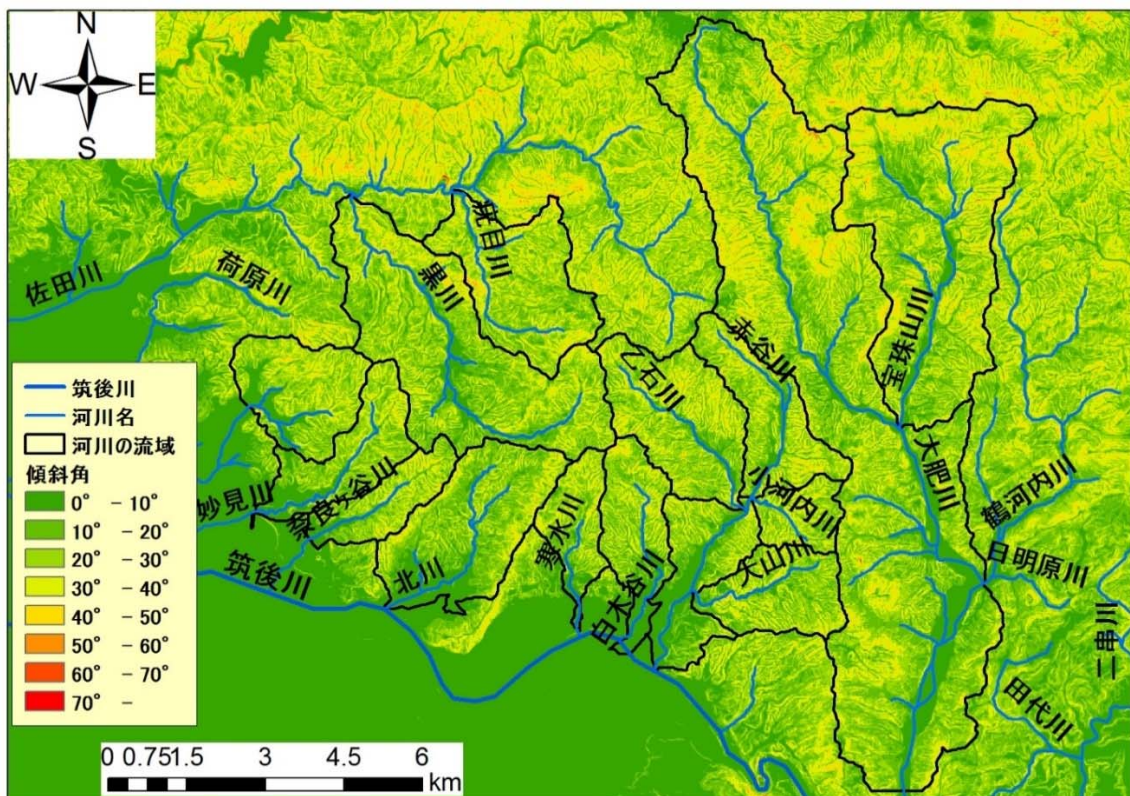 N
W E
S
疣目川
佐田川
荷原川
黒川
赤谷川
宝珠山川
乙石川
大肥川
鶴河内川
小河内川
妙見川
奈良ヶ谷川
筑後川
北川
寒水川
白木谷川
大山川
日明原川
二串川
田代川
筑後川
河川名
河川の流域
傾斜角
0° - 10°
10° - 20°
20° - 30°
30° - 40°
40° - 50°
50° - 60°
60° - 70°
70° -
0 0.75 1.5 3 4.5 6
km